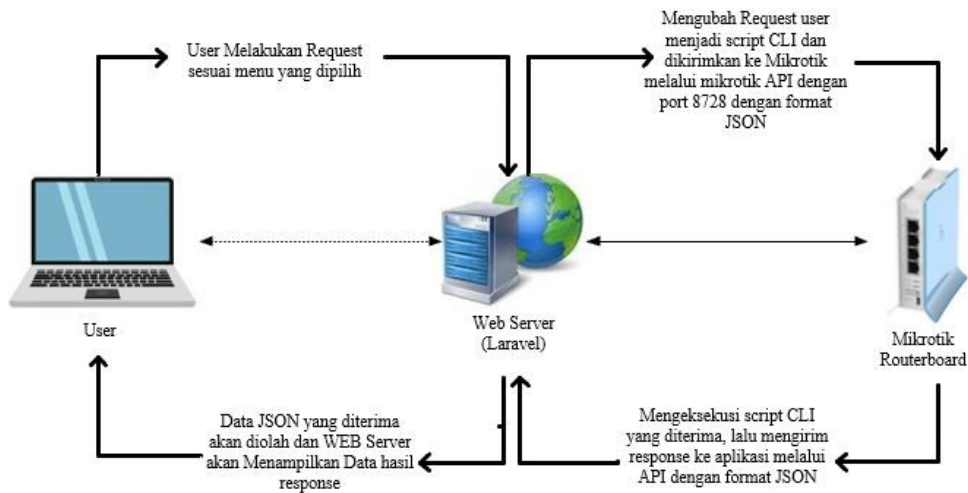 User Melakukan Request
sesuai menu yang dipilih
Mengubah Request user
menjadi script CLI dan
dikirimkan ke Mikrotik
melalui mikrotik API dengan
port 8728 dengan format
JSON
User
Web Server
(Laravel)
Mikrotik
Routerboard
Data JSON yang diterima
akan diolah dan WEB Server
akan Menampilkan Data hasil
response
Mengeksekusi script CLI
yang diterima, lalu mengirim
response ke aplikasi melalui
API dengan format JSON